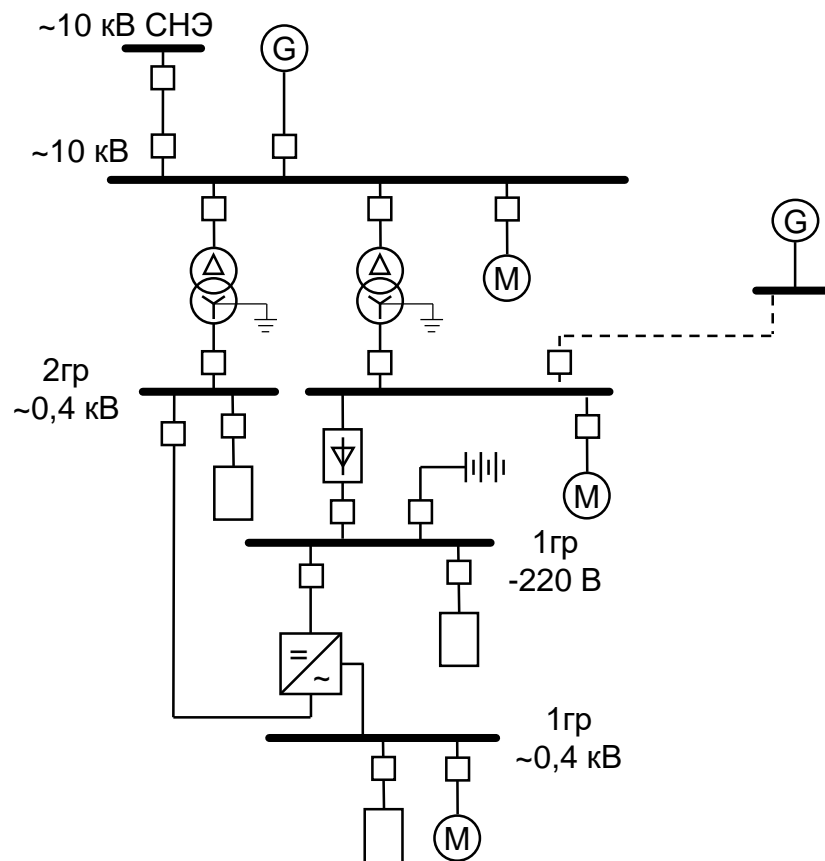 ~10 кВ СНЭ
G
~10 кВ
G
M
2гр
~0,4 кВ
M
1гр
-220 В
=
~
1гр
~0,4 кВ
M